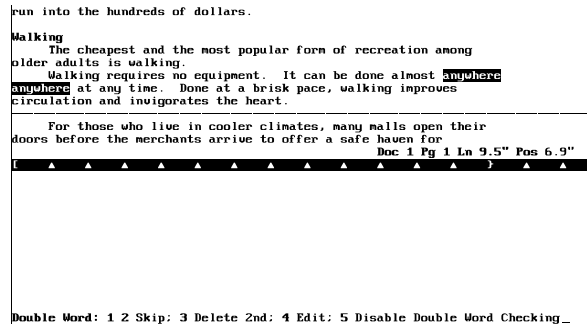 run into the hundreds of dollars.
Walking
The cheapest and the most popular form of recreation among
older adults is walking.
Walking requires no equipment.  It can be done almost anywhere
anywhere at any time.  Done at a brisk pace, walking improves
circulation and invigorates the heart.
For those who live in cooler climates, many malls open their
doors before the merchants arrive to offer a safe haven for
Doc 1 Pg 1 Ln 9.5" Pos 6.9"
[ ▲ ▲ ▲ ▲ ▲ ▲ ▲ ▲ ▲ ▲ ▲ ▲ } ▲ ▲
Double Word: 1 2 Skip; 3 Delete 2nd; 4 Edit; 5 Disable Double Word Checking_